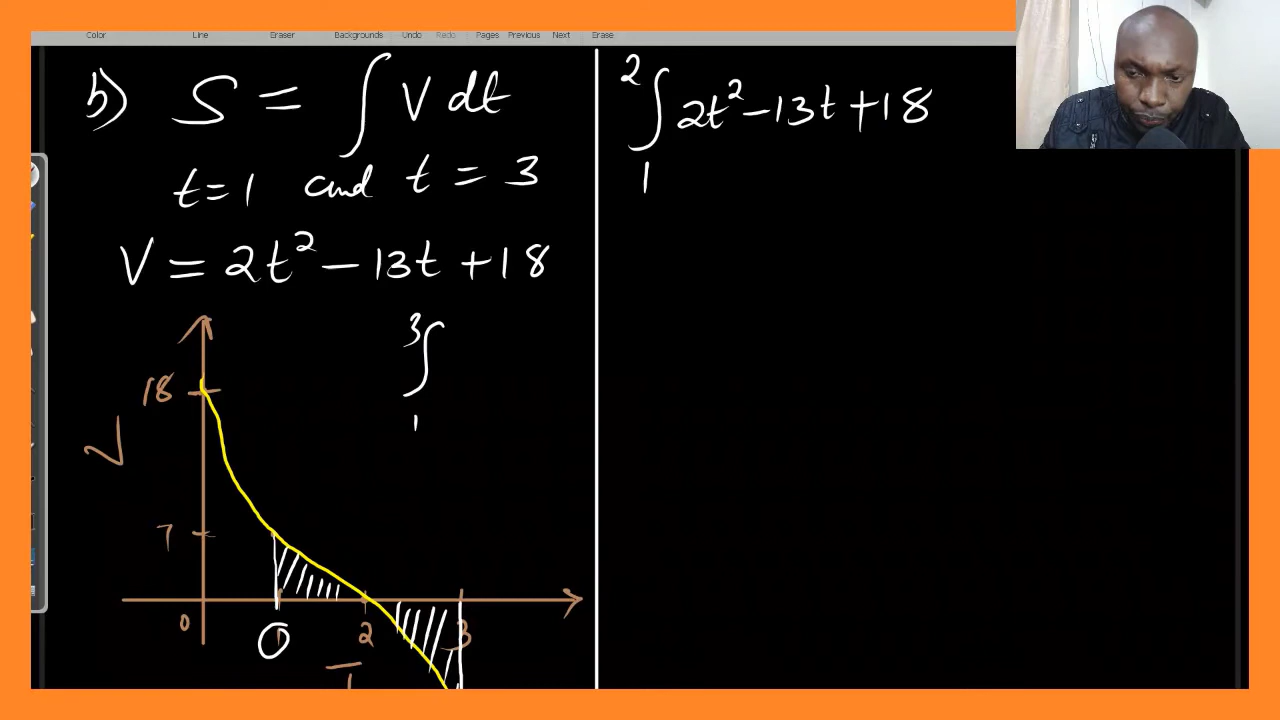 Color Line Eraser Backgrounds Undo Redo Pages Previous Next Erase
b) S = ∫ V dt
t=1 and t = 3
V = 2t² − 13t + 18
3
∫
1
18
V
7
0 1 2 3
2
∫ 2t² − 13t + 18
1